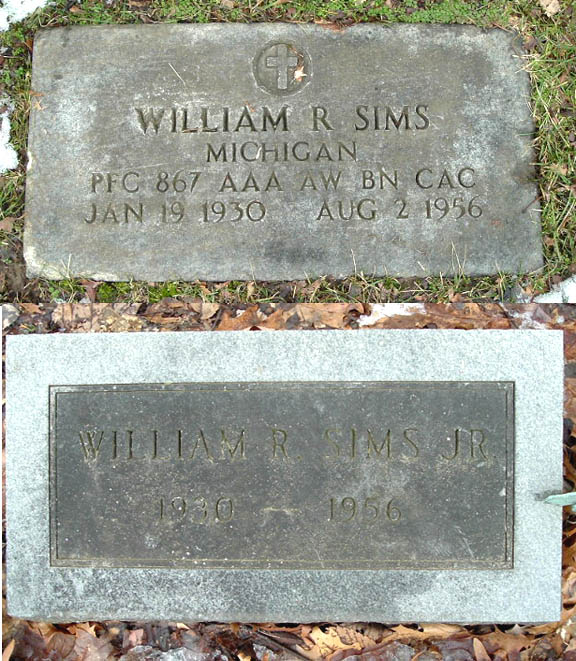 WILLIAM R SIMS
MICHIGAN
PFC 867 AAA AW BN CAC
JAN 19 1930 AUG 2 1956
WILLIAM R SIMS JR
1930 — 1956